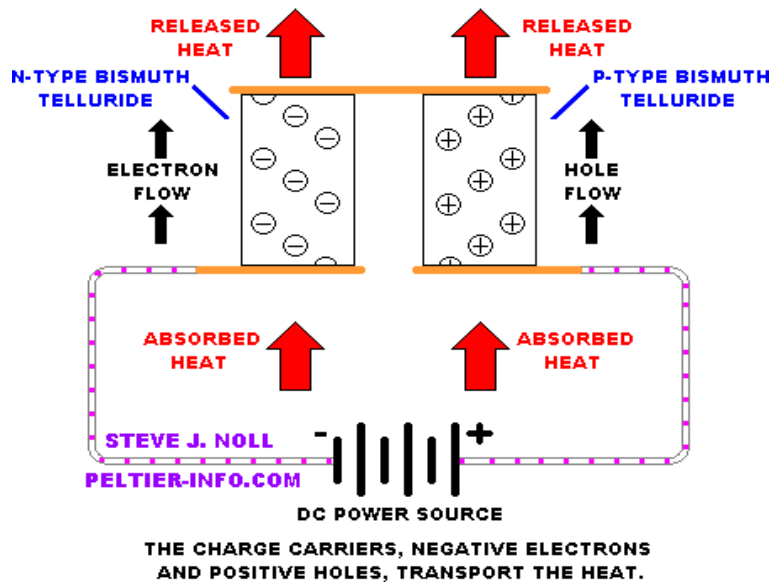 RELEASED
HEAT
RELEASED
HEAT
N-TYPE BISMUTH
TELLURIDE
P-TYPE BISMUTH
TELLURIDE
ELECTRON
FLOW
HOLE
FLOW
ABSORBED
HEAT
ABSORBED
HEAT
STEVE J. NOLL
PELTIER-INFO.COM
- +
DC POWER SOURCE
THE CHARGE CARRIERS, NEGATIVE ELECTRONS
AND POSITIVE HOLES, TRANSPORT THE HEAT.